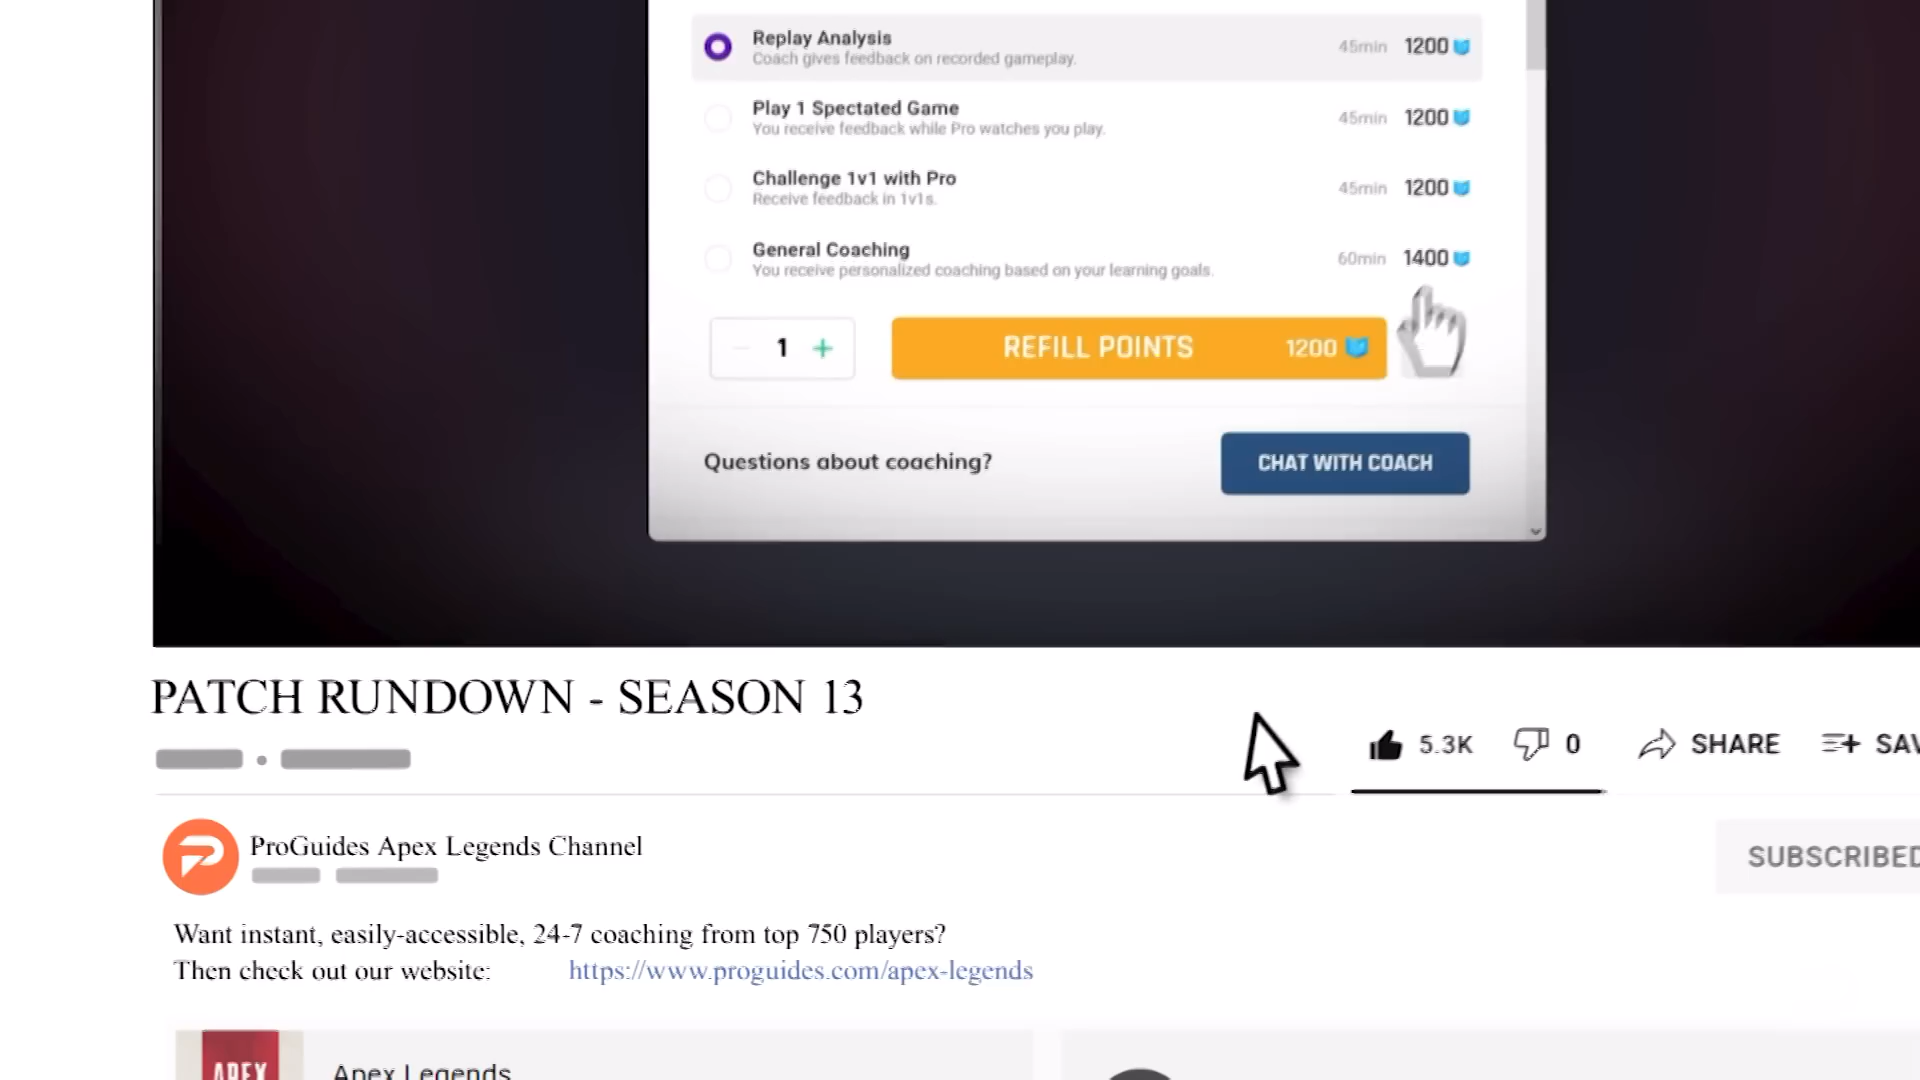 Replay Analysis
Coach gives feedback on recorded gameplay.
45min 1200
Play 1 Spectated Game
You receive feedback while Pro watches you play.
45min 1200
Challenge 1v1 with Pro
Receive feedback in 1v1s.
45min 1200
General Coaching
You receive personalized coaching based on your learning goals.
60min 1400
1 +
REFILL POINTS 1200
Questions about coaching?
CHAT WITH COACH
PATCH RUNDOWN - SEASON 13
5.3K 0 SHARE SAV
ProGuides Apex Legends Channel
SUBSCRIBED
Want instant, easily-accessible, 24-7 coaching from top 750 players?
Then check out our website: https://www.proguides.com/apex-legends
APEX
Apex Legends